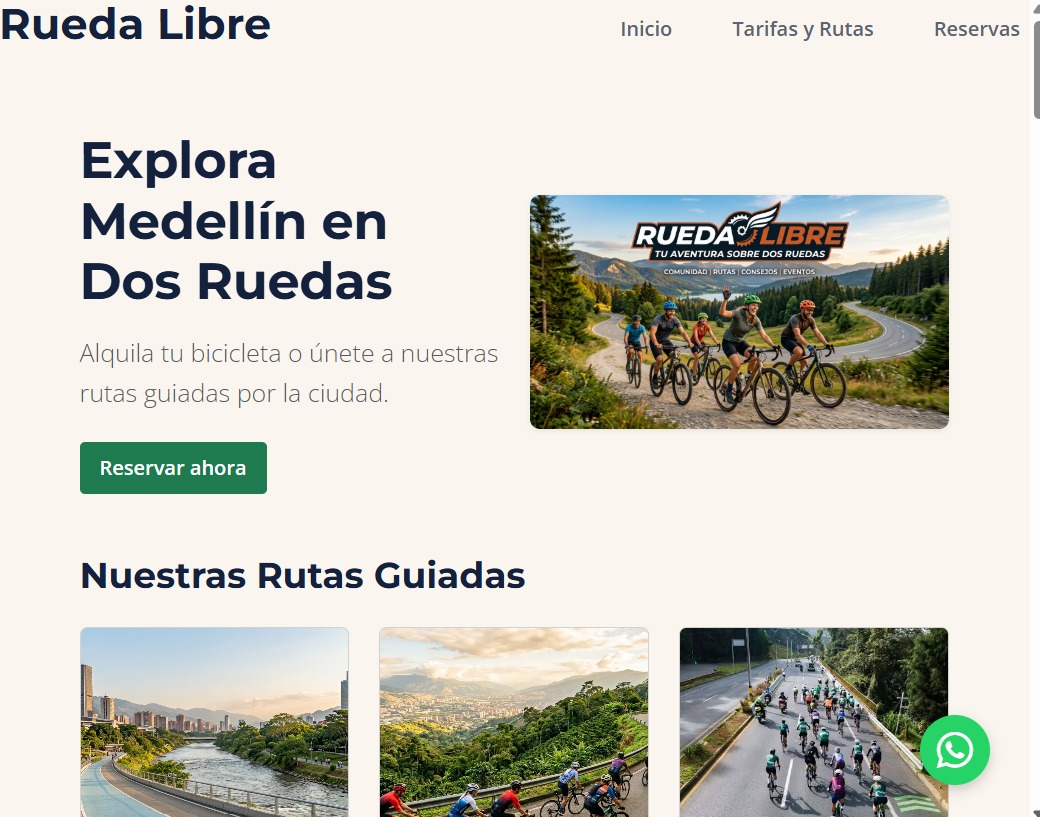 Rueda Libre
Inicio
Tarifas y Rutas
Reservas
Explora
Medellín en
Dos Ruedas
Alquila tu bicicleta o únete a nuestras
rutas guiadas por la ciudad.
Reservar ahora
RUEDA LIBRE
TU AVENTURA SOBRE DOS RUEDAS
COMUNIDAD | RUTAS | CONSEJOS | EVENTOS
Nuestras Rutas Guiadas